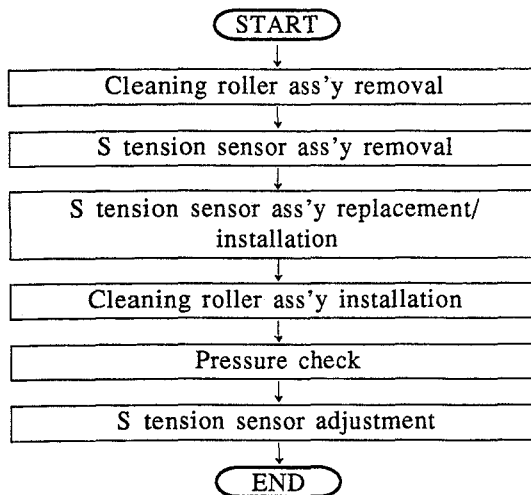 START
Cleaning roller ass'y removal
S tension sensor ass'y removal
S tension sensor ass'y replacement/
installation
Cleaning roller ass'y installation
Pressure check
S tension sensor adjustment
END